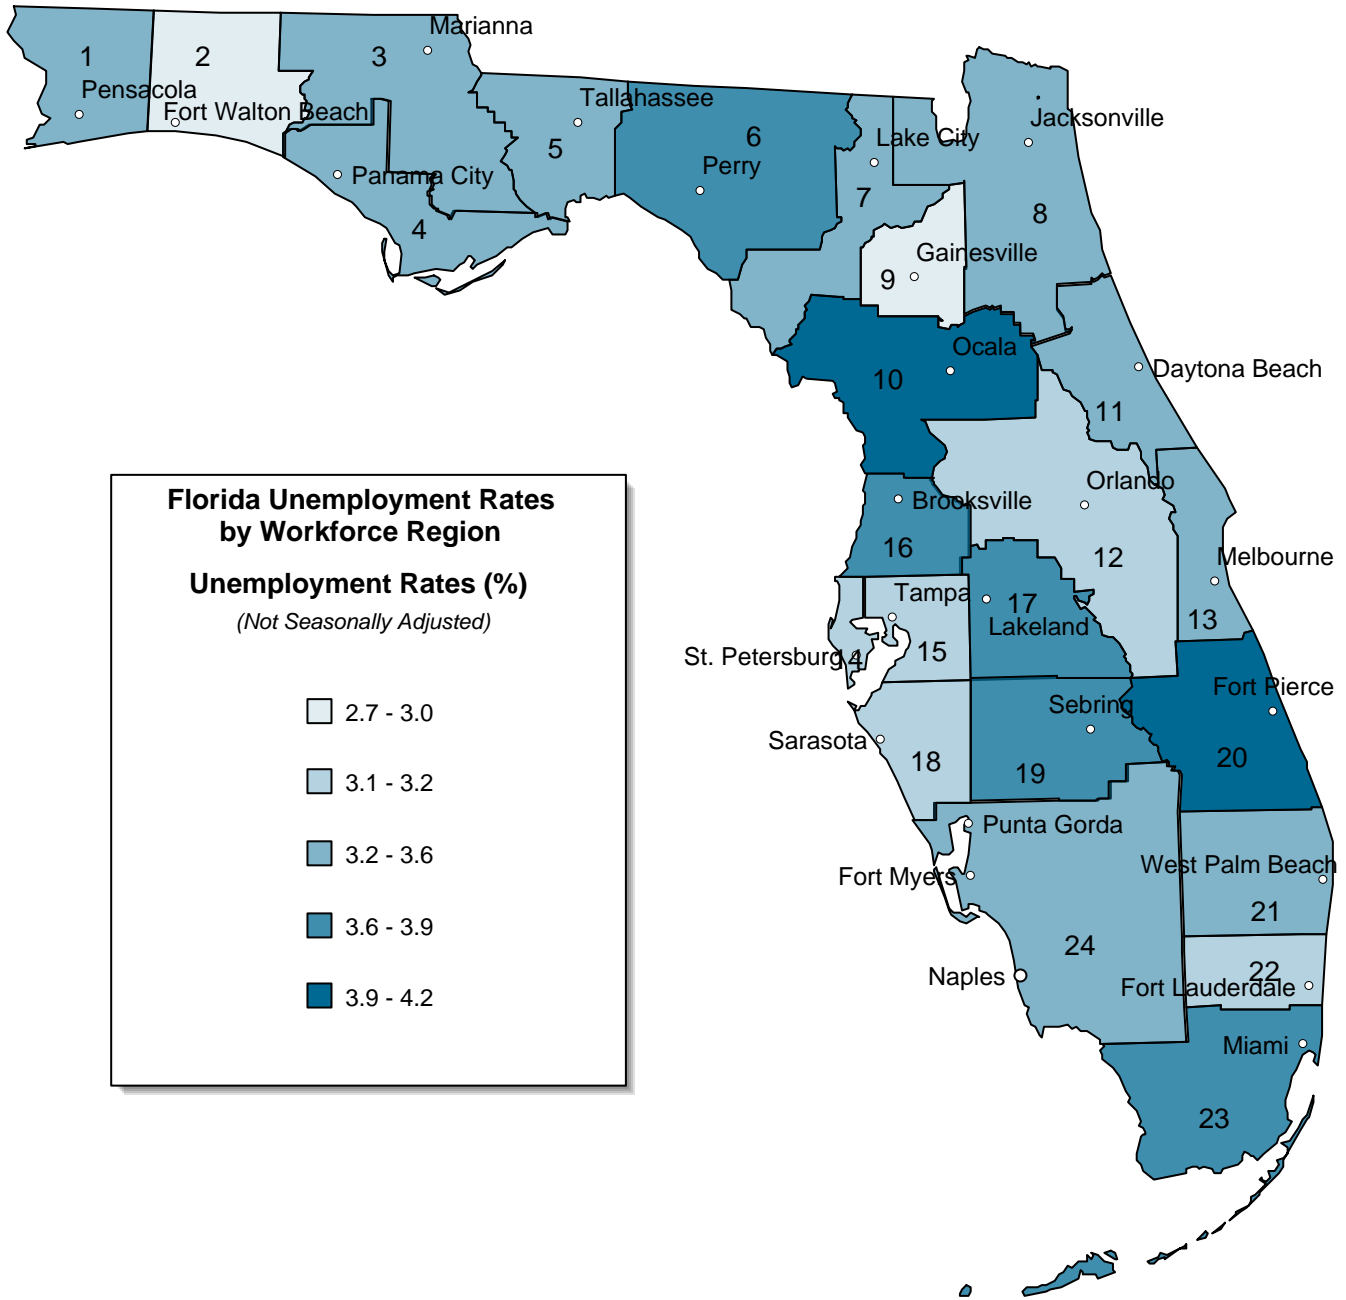 Marianna
1
2
3
Pensacola
Fort Walton Beach
Tallahassee
5
6
Perry
Lake City
Jacksonville
Panama City
4
7
8
Gainesville
9
Ocala
10
Daytona Beach
11
Florida Unemployment Rates
by Workforce Region
Unemployment Rates (%)
(Not Seasonally Adjusted)
2.7 - 3.0
3.1 - 3.2
3.2 - 3.6
3.6 - 3.9
3.9 - 4.2
Orlando
Brooksville
16
12
Melbourne
Tampa
17
13
Lakeland
15
St. Petersburg
Fort Pierce
Sebring
Sarasota
18
19
20
Punta Gorda
West Palm Beach
Fort Myers
21
24
22
Naples
Fort Lauderdale
Miami
23